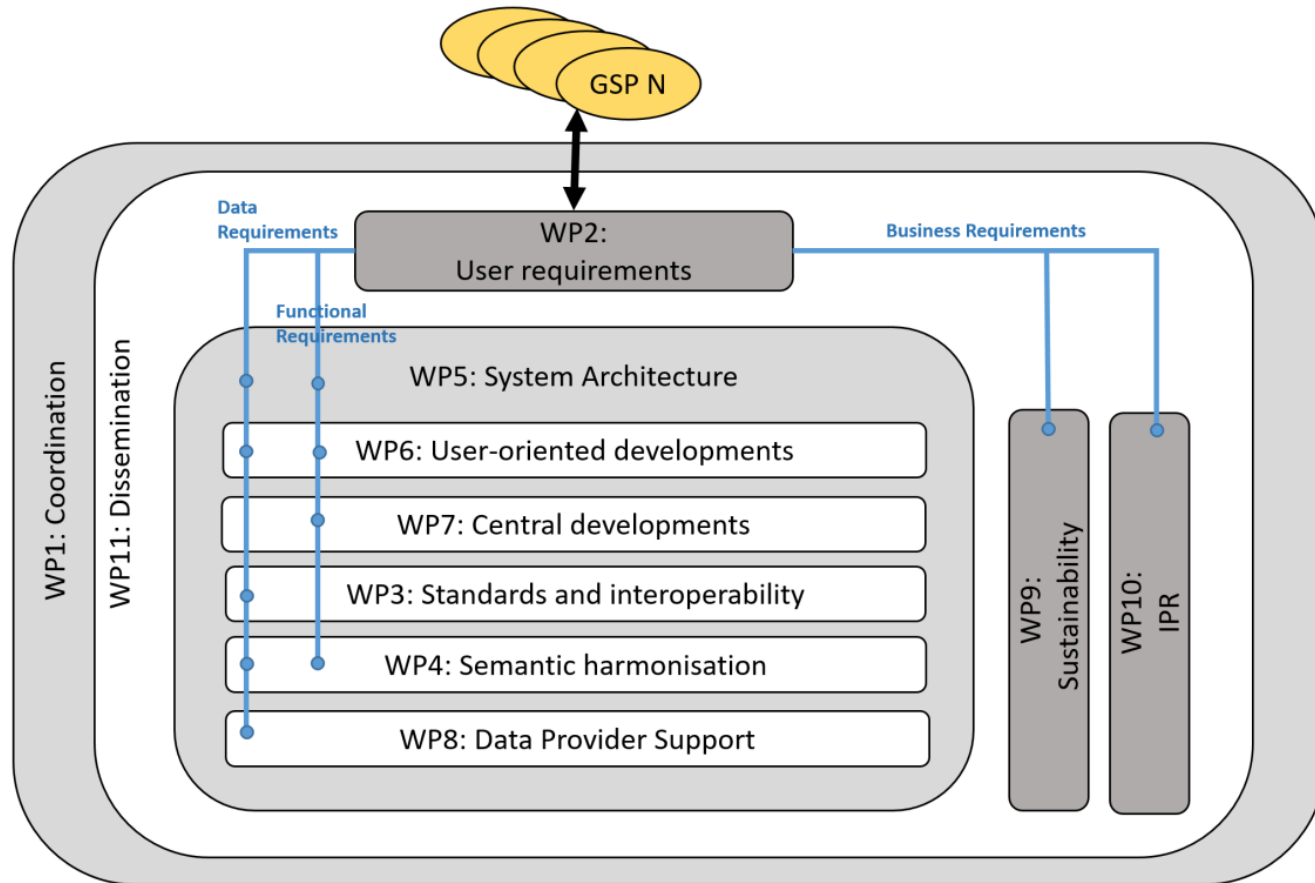 GSP N
Data
Requirements
WP2:
User requirements
Business Requirements
Functional
Requirements
WP5: System Architecture
WP6: User-oriented developments
WP7: Central developments
WP3: Standards and interoperability
WP4: Semantic harmonisation
WP8: Data Provider Support
WP1: Coordination
WP11: Dissemination
WP9:
Sustainability
WP10:
IPR